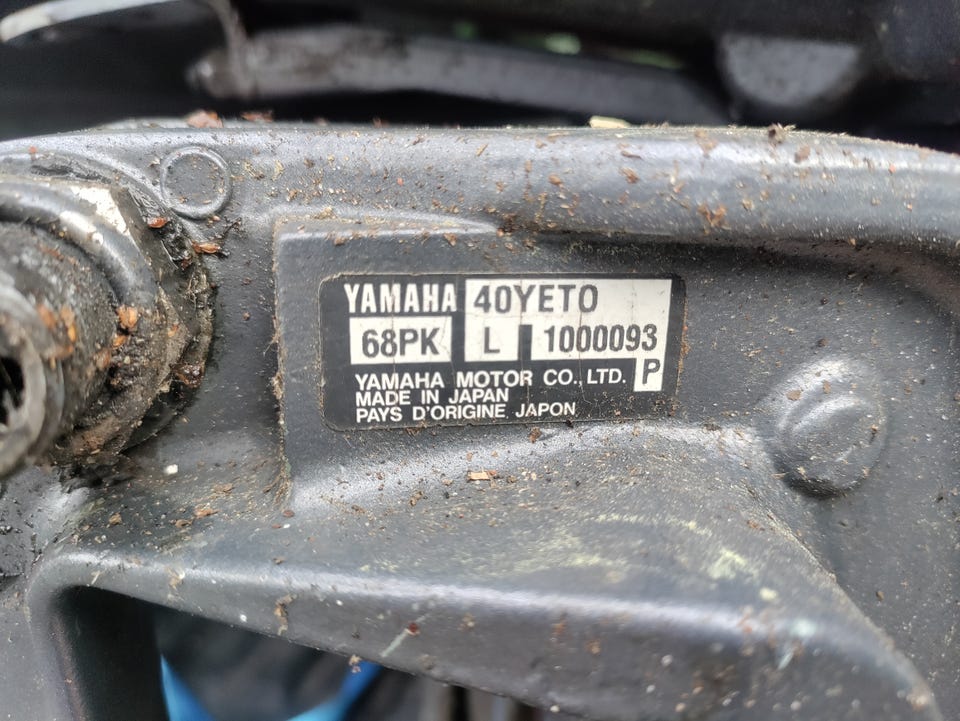 YAMAHA 40YETO
68PK L 1000093
P
YAMAHA MOTOR CO., LTD.
MADE IN JAPAN
PAYS D'ORIGINE JAPON